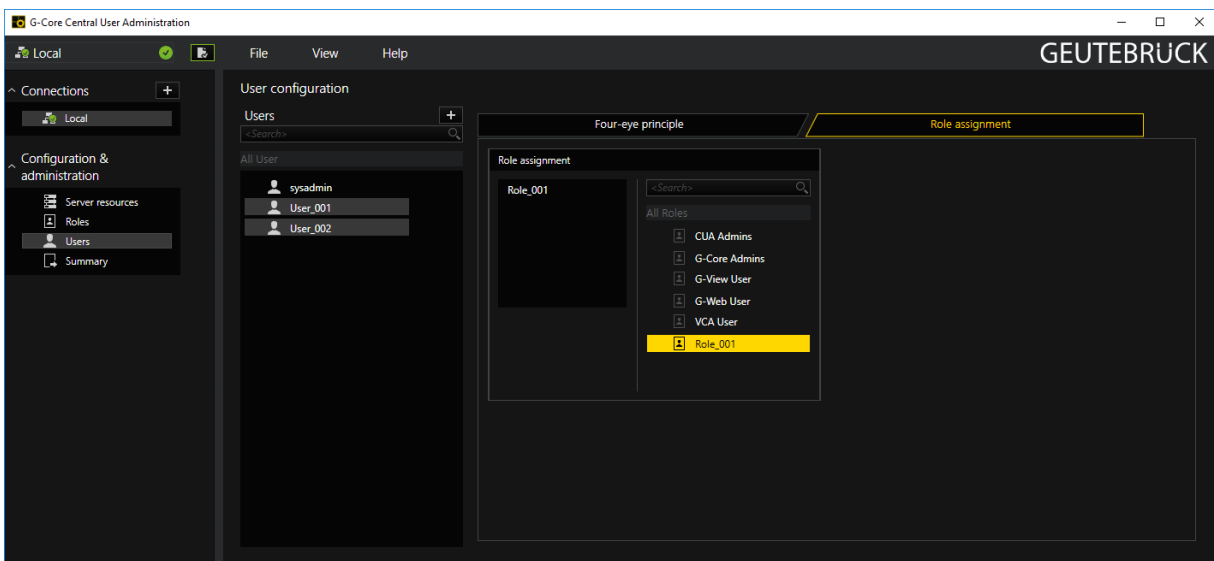 G-Core Central User Administration
Local
File View Help
GEUTEBRÜCK
Connections
Local
Configuration &
administration
Server resources
Roles
Users
Summary
User configuration
Users
<Search>
All User
sysadmin
User_001
User_002
Four-eye principle
Role assignment
Role assignment
Role_001
<Search>
All Roles
CUA Admins
G-Core Admins
G-View User
G-Web User
VCA User
Role_001